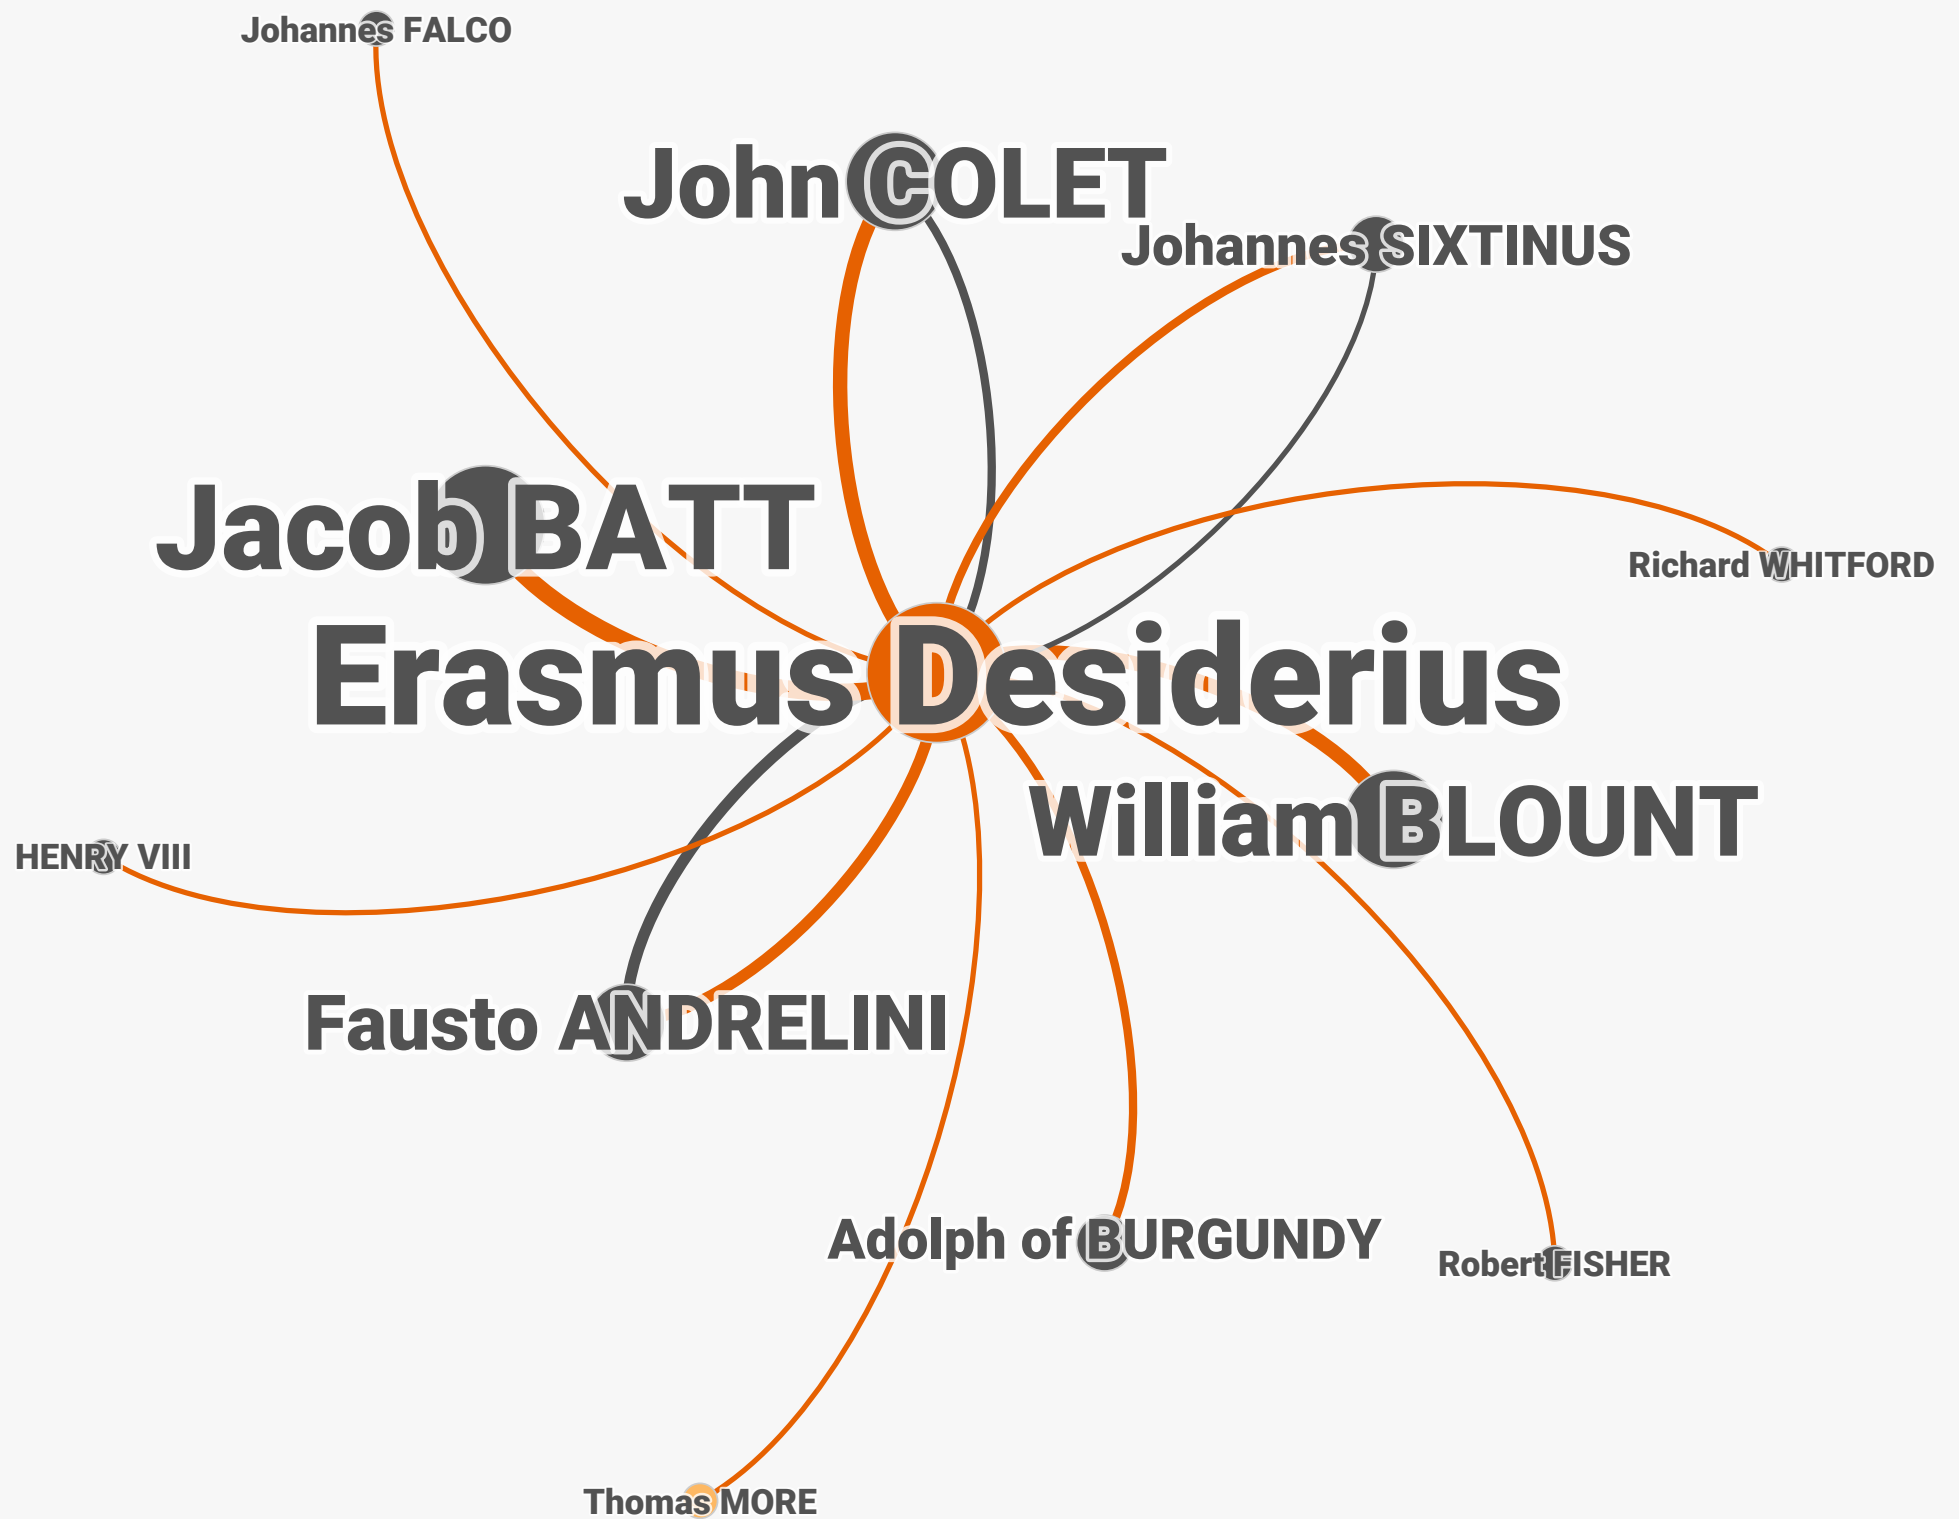 Johannes FALCO
John COLET
Johannes SIXTINUS
Jacob BATT
Richard WHITFORD
Erasmus Desiderius
William BLOUNT
HENRY VIII
Fausto ANDRELINI
Adolph of BURGUNDY
Robert FISHER
Thomas MORE